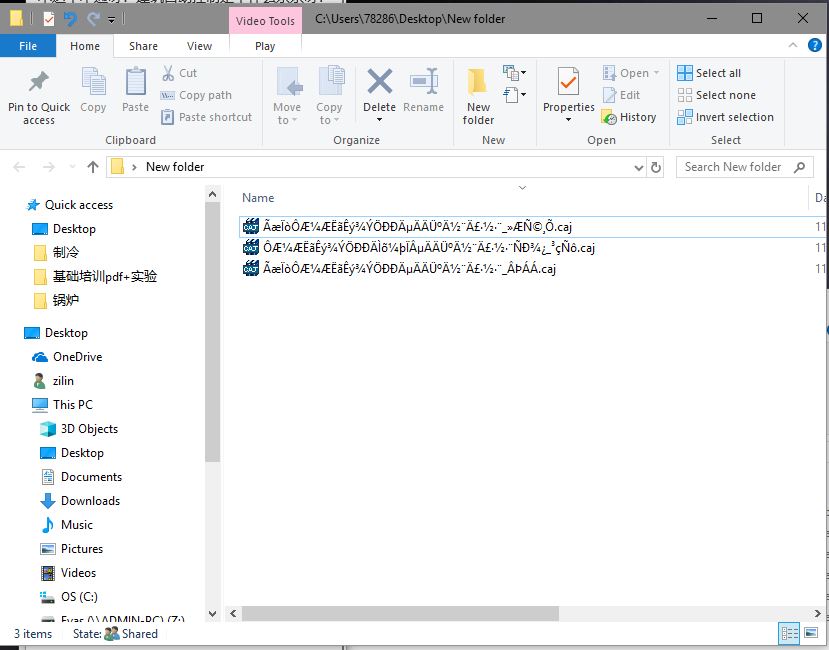 Video Tools
C:\Users\78286\Desktop\New folder
File
Home
Share
View
Play
Pin to Quick access
Copy
Paste
Cut
Copy path
Paste shortcut
Clipboard
Move to
Copy to
Delete
Rename
Organize
New folder
New
Properties
Open
Edit
History
Open
Select all
Select none
Invert selection
Select
New folder
Search New folder
Quick access
Desktop
制冷
基础培训pdf+实验
锅炉
Desktop
OneDrive
zilin
This PC
3D Objects
Desktop
Documents
Downloads
Music
Pictures
Videos
OS (C:)
Name
ÃæÏòÔÆ¼ÆËãÊý¾ÝÖÐÐÄµÄÄÜºÄ½¨Ä£·½·¨_»ÆÑ©¸Õ.caj
ÔÆ¼ÆËãÊý¾ÝÖÐÐÄÌõ¼þÏÂµÄÄÜºÄ½¨Ä£·½·¨ÑÐ¾¿_³çÑô.caj
ÃæÏòÔÆ¼ÆËãÊý¾ÝÖÐÐÄµÄÄÜºÄ½¨Ä£·½·¨_ÂÞÁÁ.caj
11
11
11
3 items
State: Shared